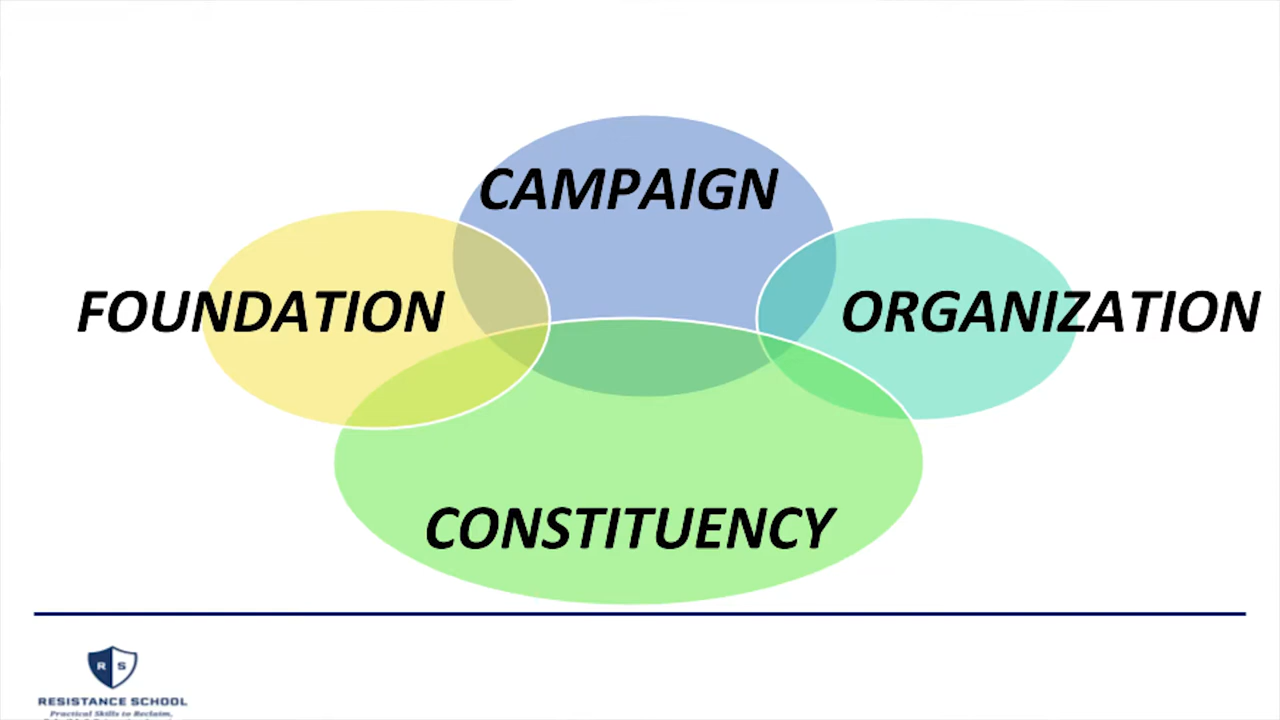 CAMPAIGN
FOUNDATION
ORGANIZATION
CONSTITUENCY
R S
RESISTANCE SCHOOL
Practical Skills to Reclaim,